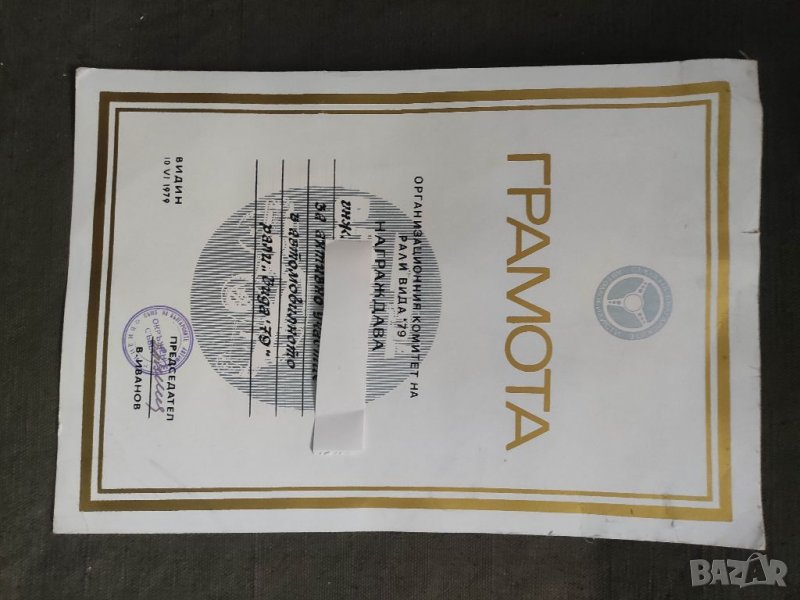 ГРАМОТА
ОРГАНИЗАЦИОННИЯ КОМИТЕТ НА
РАЛИ ВИДА '79
НАГРАЖДАВА
инж.
за активно участие
в автомобилното
рали „Вида '79"
ВИДИН
10 VI 1979
ПРЕДСЕДАТЕЛ
В. ИВАНОВ
BAZAR